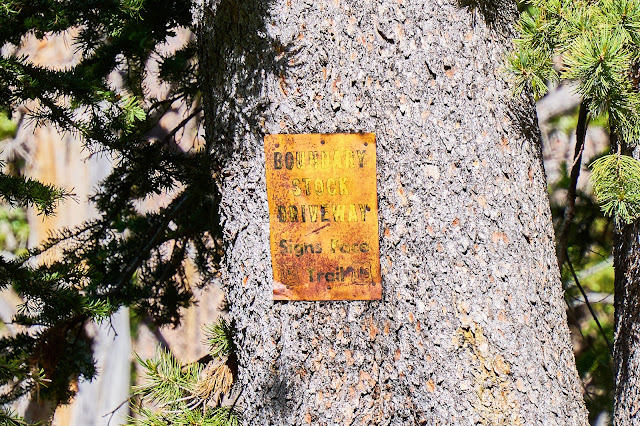 BOUNDARY
STOCK
DRIVEWAY
Signs Face
Trail